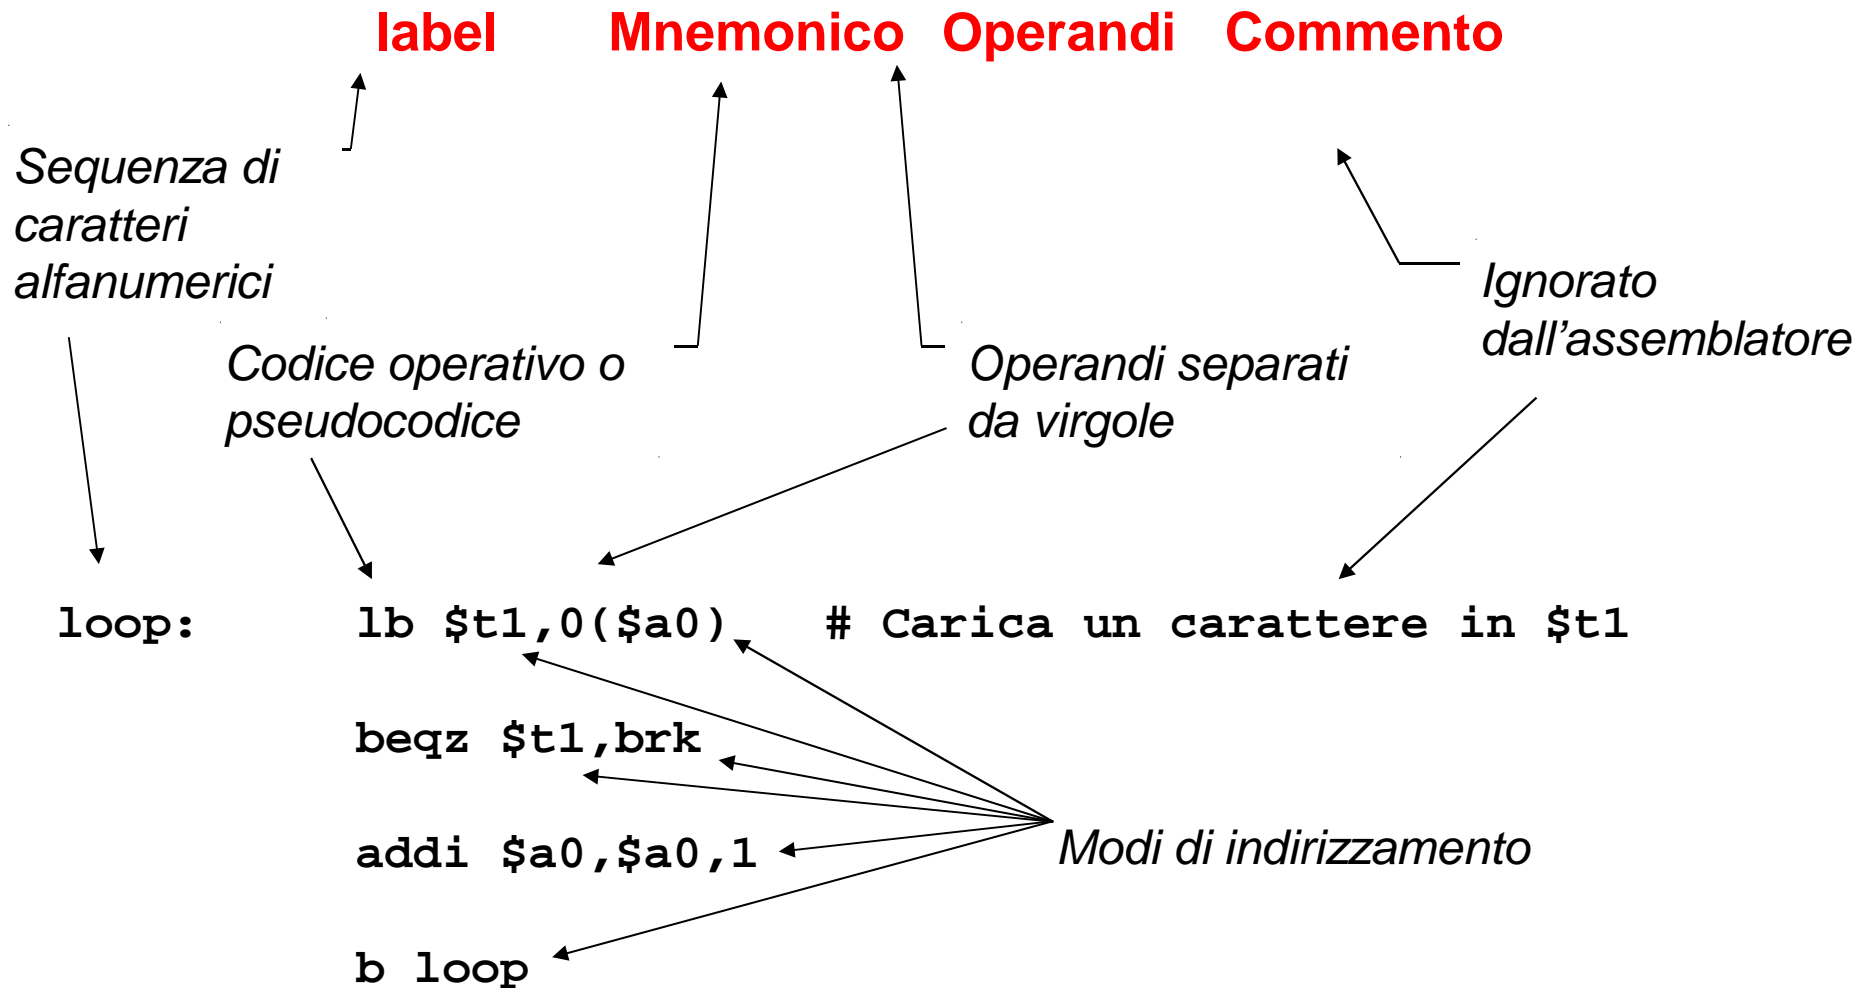 label Mnemonico Operandi Commento
Sequenza di
caratteri
alfanumerici
Codice operativo o
pseudocodice
Operandi separati
da virgole
Ignorato
dall’assemblatore
loop: lb $t1,0($a0) # Carica un carattere in $t1
beqz $t1,brk
addi $a0,$a0,1
Modi di indirizzamento
b loop